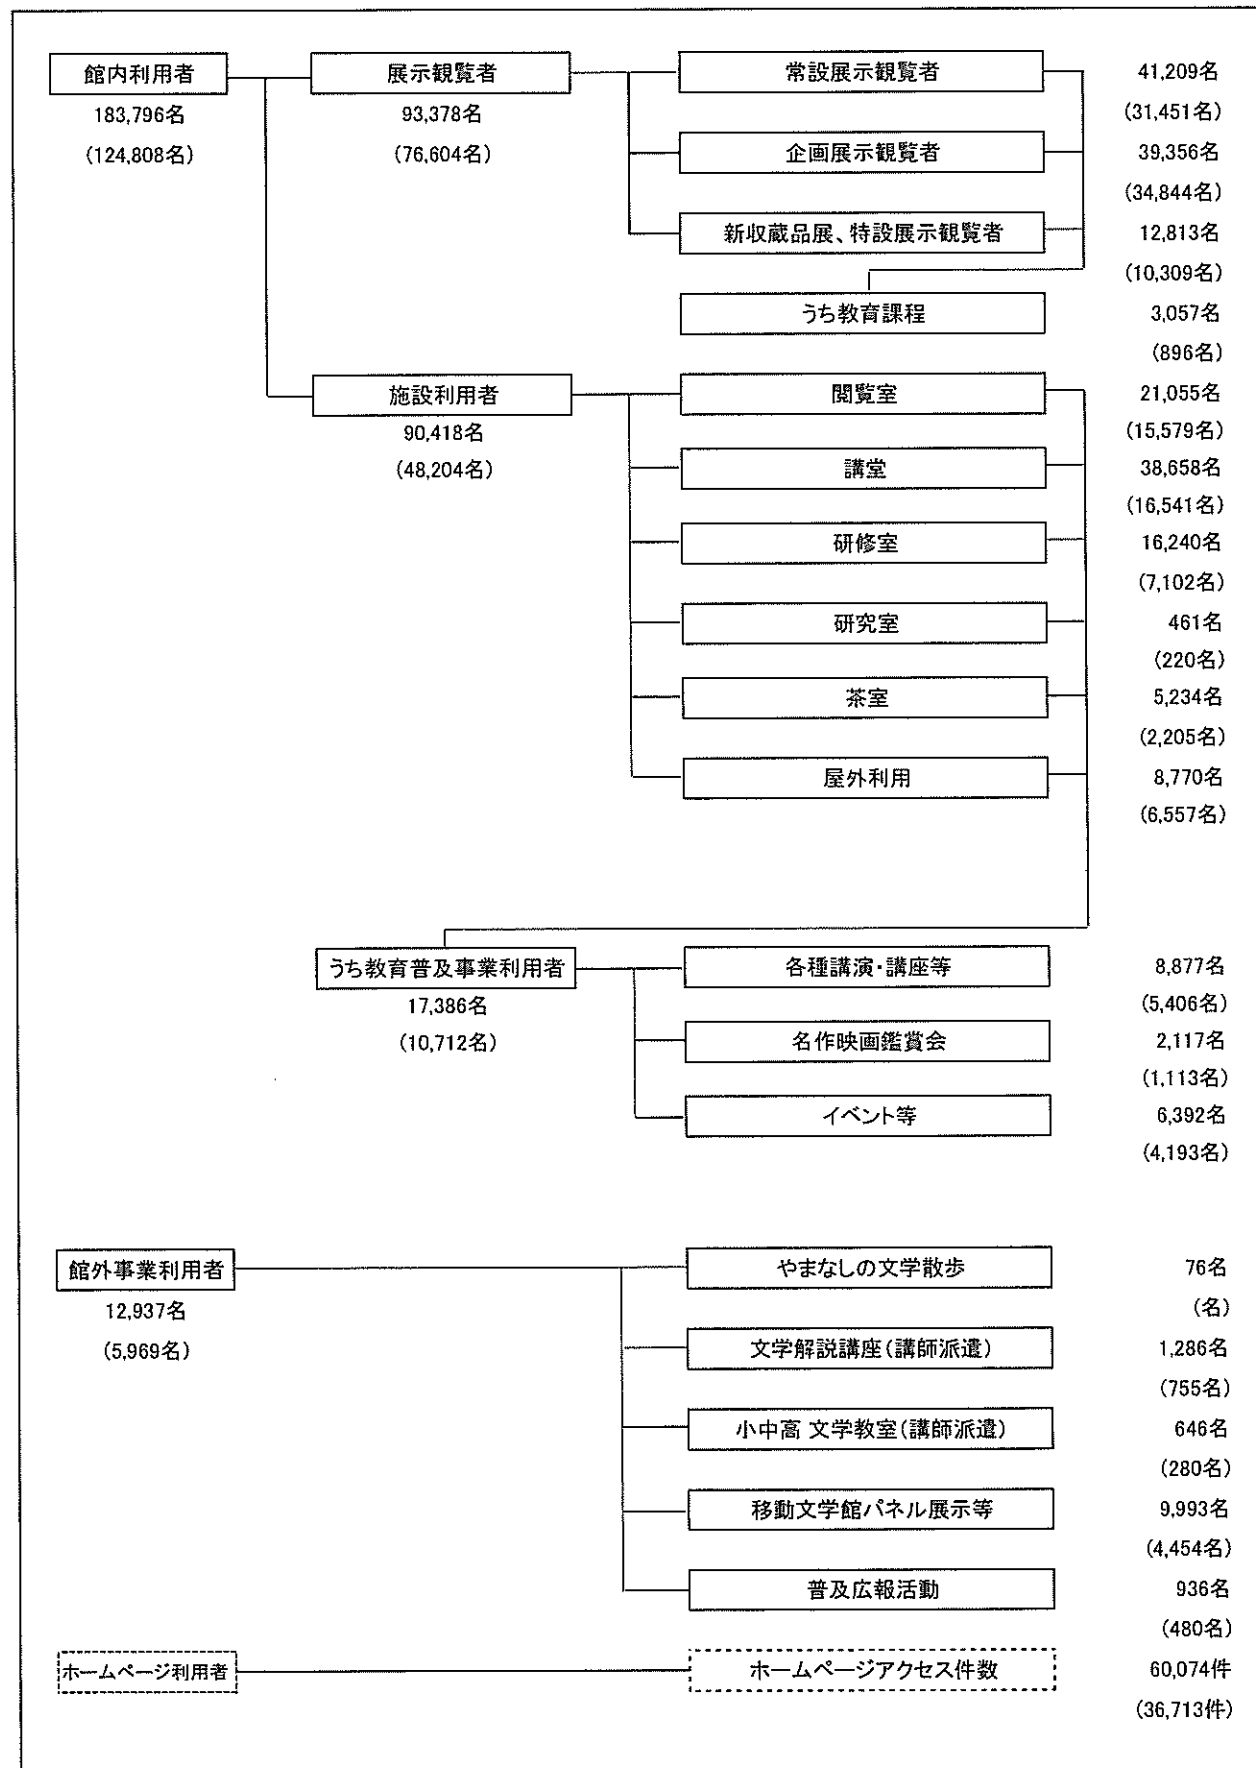 館内利用者 展示観覧者 常設展示観覧者 41,209名
183,796名 93,378名 (31,451名)
(124,808名) (76,604名) 企画展示観覧者 39,356名
(34,844名)
新収蔵品展、特設展示観覧者 12,813名
(10,309名)
うち教育課程 3,057名
(896名)
施設利用者 閲覧室 21,055名
90,418名 (15,579名)
(48,204名) 講堂 38,658名
(16,541名)
研修室 16,240名
(7,102名)
研究室 461名
(220名)
茶室 5,234名
(2,205名)
屋外利用 8,770名
(6,557名)
うち教育普及事業利用者 各種講演・講座等 8,877名
17,386名 (5,406名)
(10,712名) 名作映画鑑賞会 2,117名
(1,113名)
イベント等 6,392名
(4,193名)
館外事業利用者 やまなしの文学散歩 76名
12,937名 (名)
(5,969名) 文学解説講座(講師派遣) 1,286名
(755名)
小中高 文学教室(講師派遣) 646名
(280名)
移動文学館パネル展示等 9,993名
(4,454名)
普及広報活動 936名
(480名)
ホームページ利用者 ホームページアクセス件数 60,074件
(36,713件)